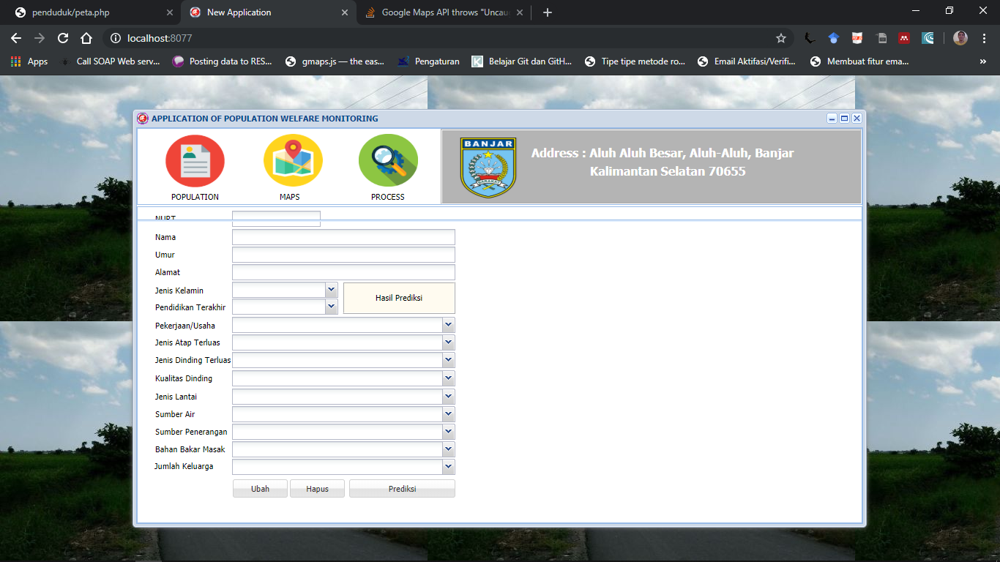 penduduk/peta.php
New Application
Google Maps API throws "Uncau
localhost:8077
Apps
Call SOAP Web serv...
Posting data to RES...
gmaps.js — the eas...
Pengaturan
Belajar Git dan GitH...
Tipe tipe metode ro...
Email Aktifasi/Verifi...
Membuat fitur ema...
»
APPLICATION OF POPULATION WELFARE MONITORING
POPULATION
MAPS
PROCESS
BANJAR
Address : Aluh Aluh Besar, Aluh-Aluh, Banjar
Kalimantan Selatan 70655
Nama
Umur
Alamat
Jenis Kelamin
Hasil Prediksi
Pendidikan Terakhir
Pekerjaan/Usaha
Jenis Atap Terluas
Jenis Dinding Terluas
Kualitas Dinding
Jenis Lantai
Sumber Air
Sumber Penerangan
Bahan Bakar Masak
Jumlah Keluarga
Ubah
Hapus
Prediksi